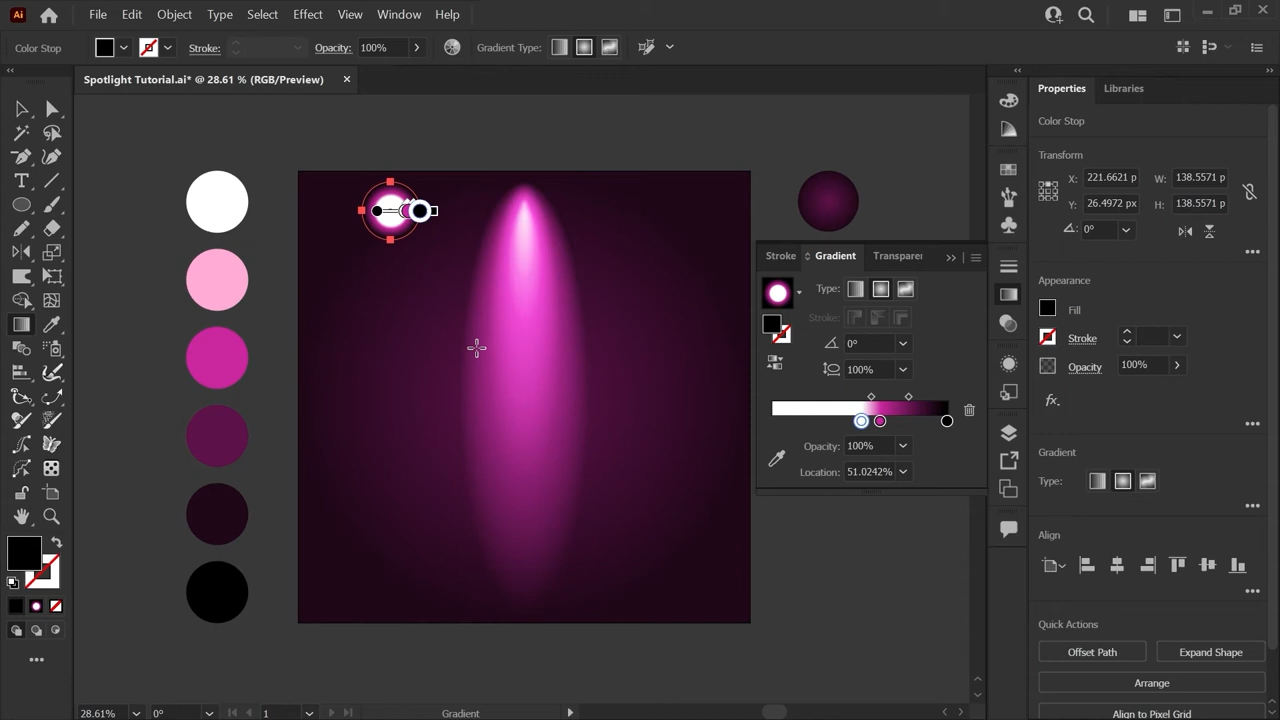 Ai File Edit Object Type Select Effect View Window Help
Color Stop Stroke: Opacity: 100% Gradient Type:
Spotlight Tutorial.ai* @ 28.61 % (RGB/Preview)
Properties Libraries
Color Stop
Transform
X: 221.6621 p W: 138.5571 p
Y: 26.4972 px H: 138.5571 p
0°
Stroke Gradient Transparen
Appearance
Type:
Fill
Stroke:
Stroke
0°
Opacity 100%
100%
fx.
Gradient
Opacity: 100%
Location: 51.0242%
Type:
Align
Quick Actions
Offset Path Expand Shape
Arrange
Align to Pixel Grid
28.61% 0° 1 Gradient